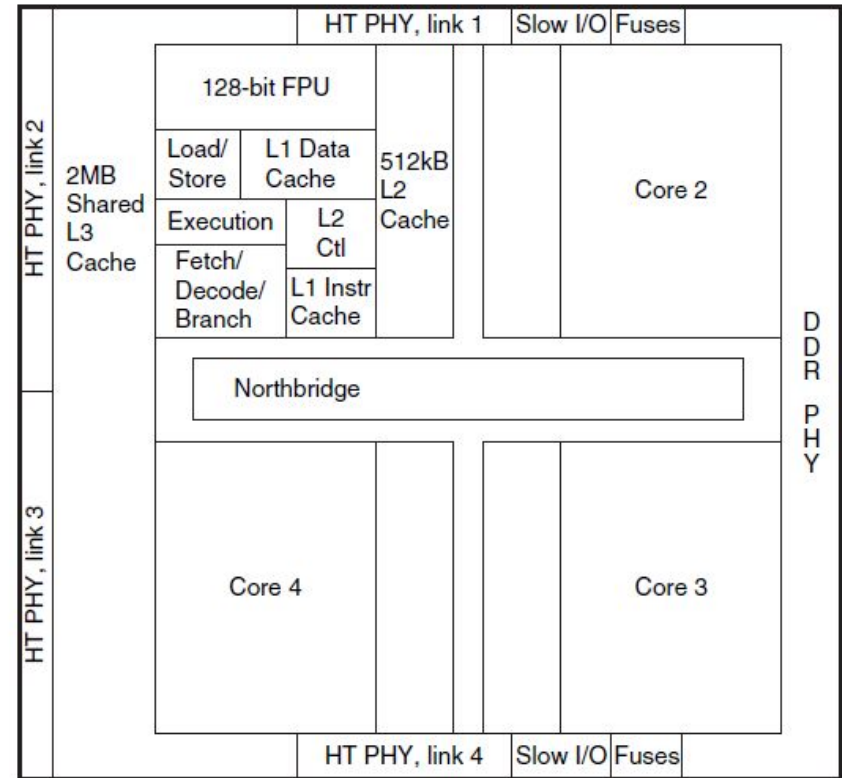 HT PHY, link 1
Slow I/O
Fuses
HT PHY, link 2
2MB
Shared
L3
Cache
128-bit FPU
Load/
Store
L1 Data
Cache
Execution
L2
Ctl
Fetch/
Decode/
Branch
L1 Instr
Cache
512kB
L2
Cache
Core 2
Northbridge
DDR PHY
HT PHY, link 3
Core 4
Core 3
HT PHY, link 4
Slow I/O
Fuses